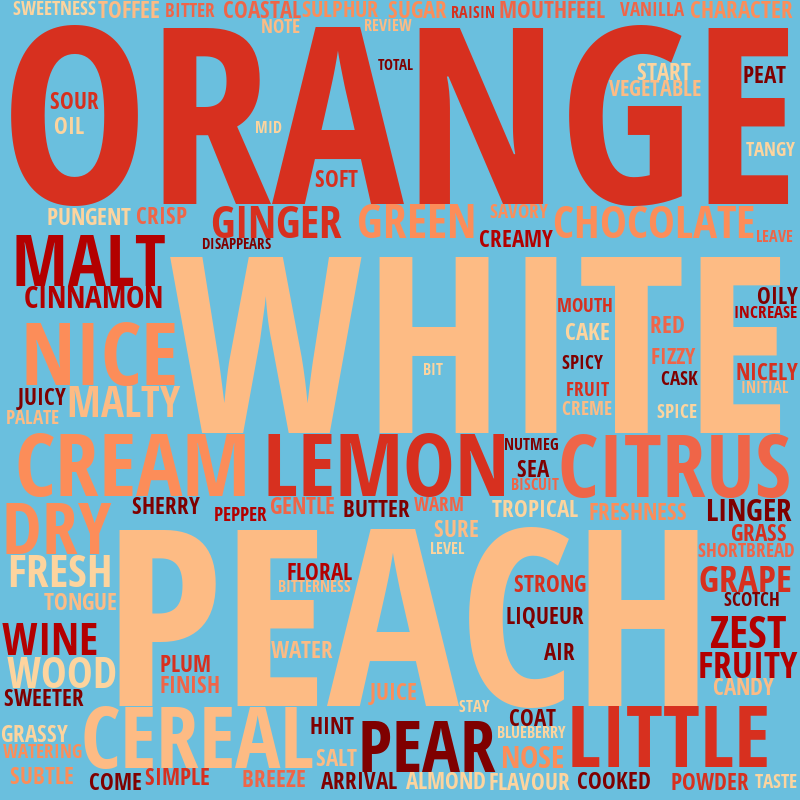 SWEETNESS TOFFEE BITTER COASTAL SULPHUR SUGAR RAISIN MOUTHFEEL VANILLA CHARACTER
NOTE REVIEW
ORANGE
TOTAL START PEAT
VEGETABLE
SOUR
OIL MID TANGY
SOFT
PUNGENT CRISP GINGER GREEN SAVORY CHOCOLATE
DISAPPEARS CREAMY LEAVE
MALT
CINNAMON
WHITE
MOUTH OILY
INCREASE
NICE CAKE RED
BIT SPICY FIZZY
CASK NICELY
JUICY MALTY FRUIT INITIAL
PALATE CREME SPICE
CREAM LEMON NUTMEG CITRUS
SEA
BISCUIT
SHERRY PEPPER GENTLE BUTTER WARM TROPICAL FRESHNESS LINGER
DRY SURE GRASS
LEVEL SHORTBREAD
PEACH
FRESH FLORAL STRONG GRAPE
BITTERNESS
TONGUE SCOTCH
LIQUEUR
WINE WATER AIR ZEST
WOOD PLUM FRUITY
SWEETER FINISH JUICE CANDY
STAY
GRASSY CEREAL HINT PEAR COAT LITTLE
BLUEBERRY
WATERING SALT NOSE
SUBTLE COME SIMPLE BREEZE ARRIVAL ALMOND FLAVOUR COOKED POWDER TASTE